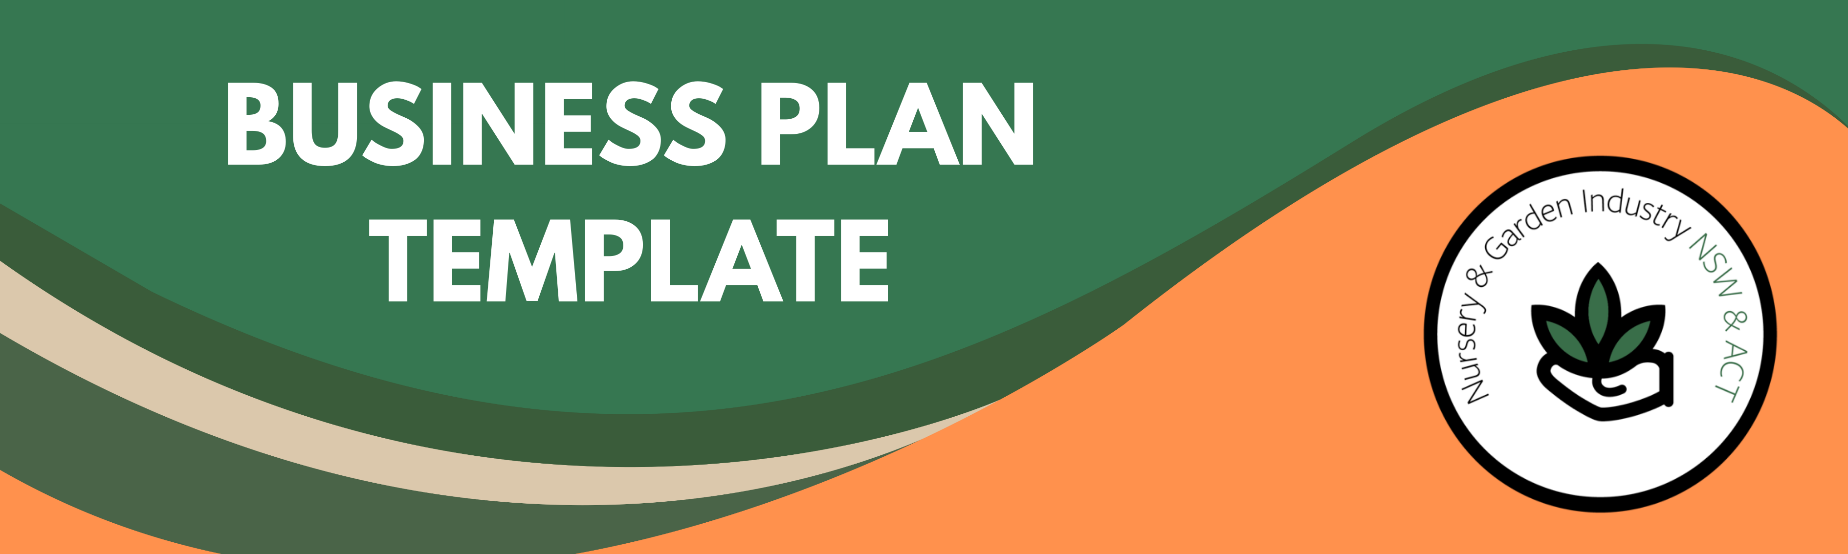 BUSINESS PLAN
TEMPLATE
Nursery & Garden Industry NSW & ACT